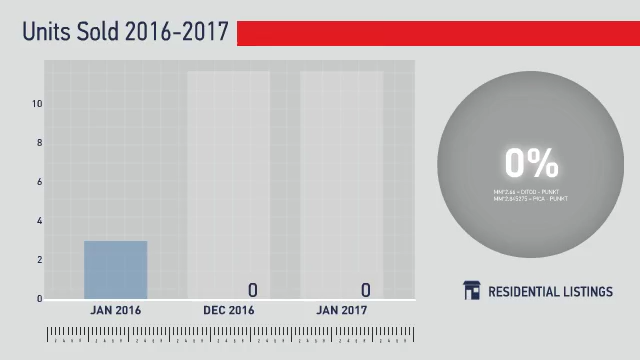 Units Sold 2016-2017
10
8
6
4
2
0
0
0
JAN 2016
DEC 2016
JAN 2017
0%
RESIDENTIAL LISTINGS